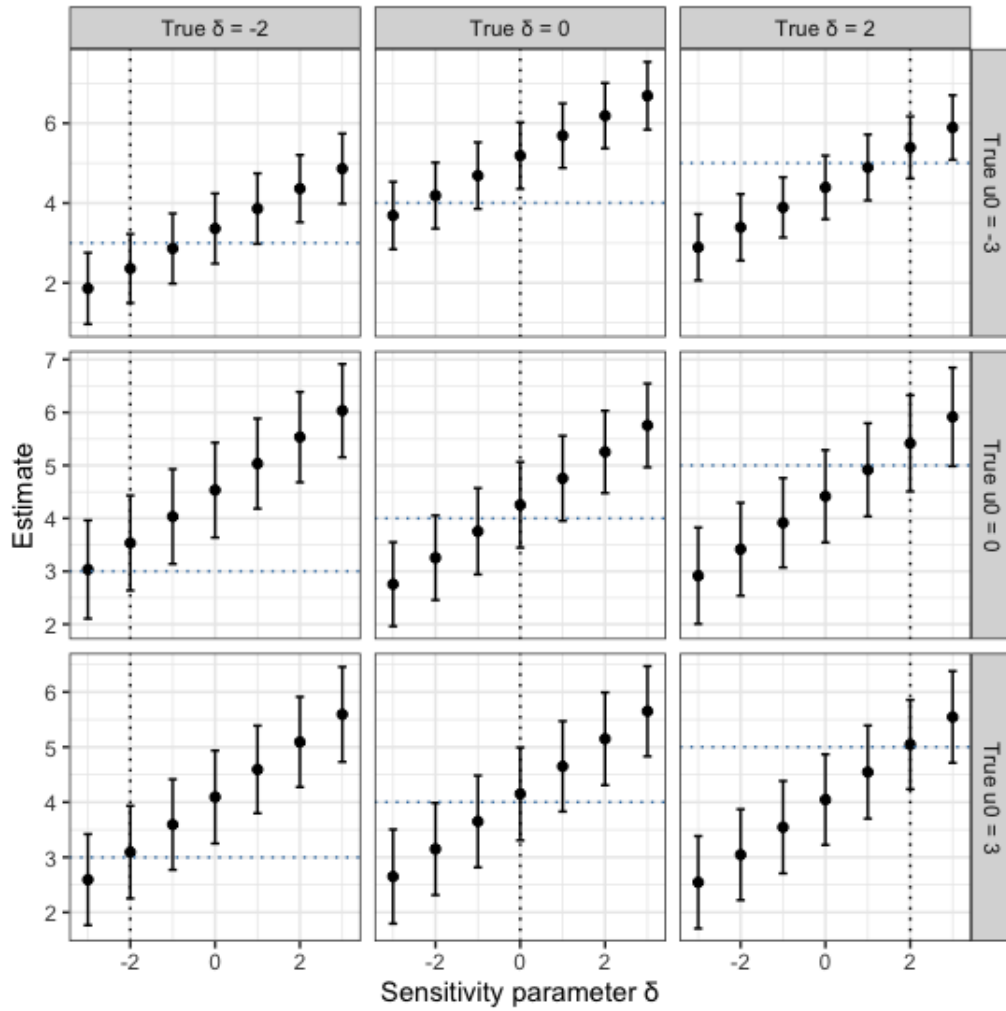 True δ = -2
True δ = 0
True δ = 2
6
4
2
True u0 = -3
7
6
5
4
3
2
True u0 = 0
6
5
4
3
2
True u0 = 3
Estimate
-2 0 2
-2 0 2
-2 0 2
Sensitivity parameter δ